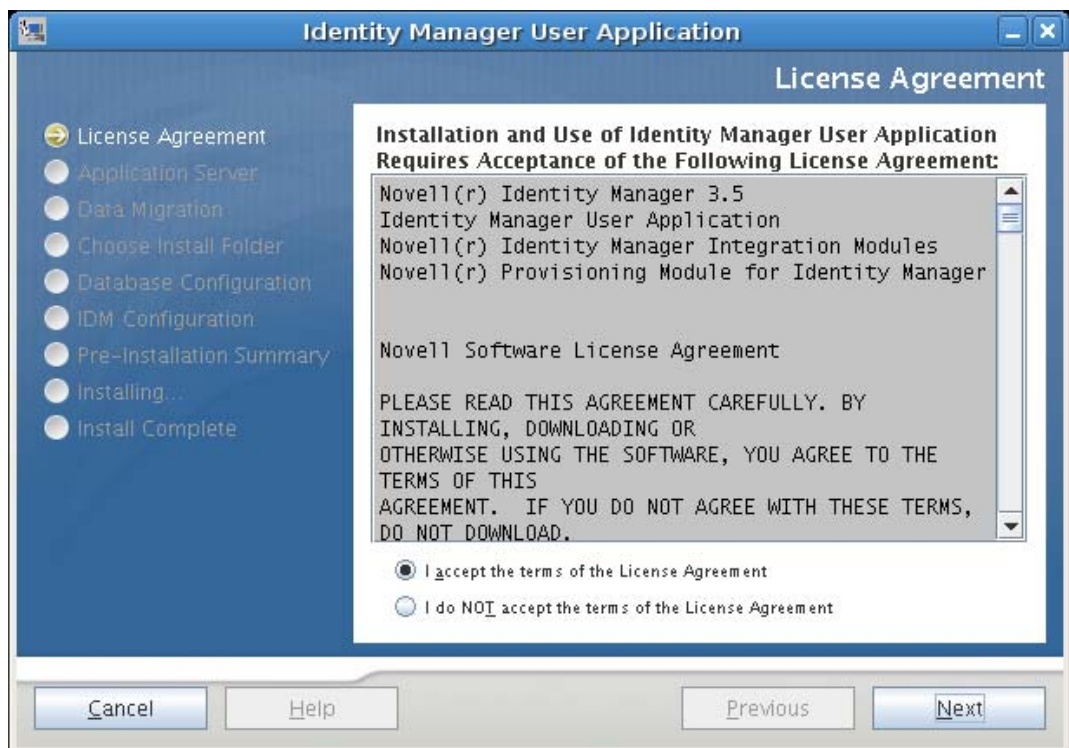 Identity Manager User Application
License Agreement
License Agreement
Application Server
Data Migration
Choose Install Folder
Database Configuration
IDM Configuration
Pre-Installation Summary
Installing...
Install Complete
Installation and Use of Identity Manager User Application
Requires Acceptance of the Following License Agreement:
Novell(r) Identity Manager 3.5
Identity Manager User Application
Novell(r) Identity Manager Integration Modules
Novell(r) Provisioning Module for Identity Manager
Novell Software License Agreement
PLEASE READ THIS AGREEMENT CAREFULLY. BY
INSTALLING, DOWNLOADING OR
OTHERWISE USING THE SOFTWARE, YOU AGREE TO THE
TERMS OF THIS
AGREEMENT.  IF YOU DO NOT AGREE WITH THESE TERMS,
DO NOT DOWNLOAD.
I accept the terms of the License Agreement
I do NOT accept the terms of the License Agreement
Cancel
Help
Previous
Next